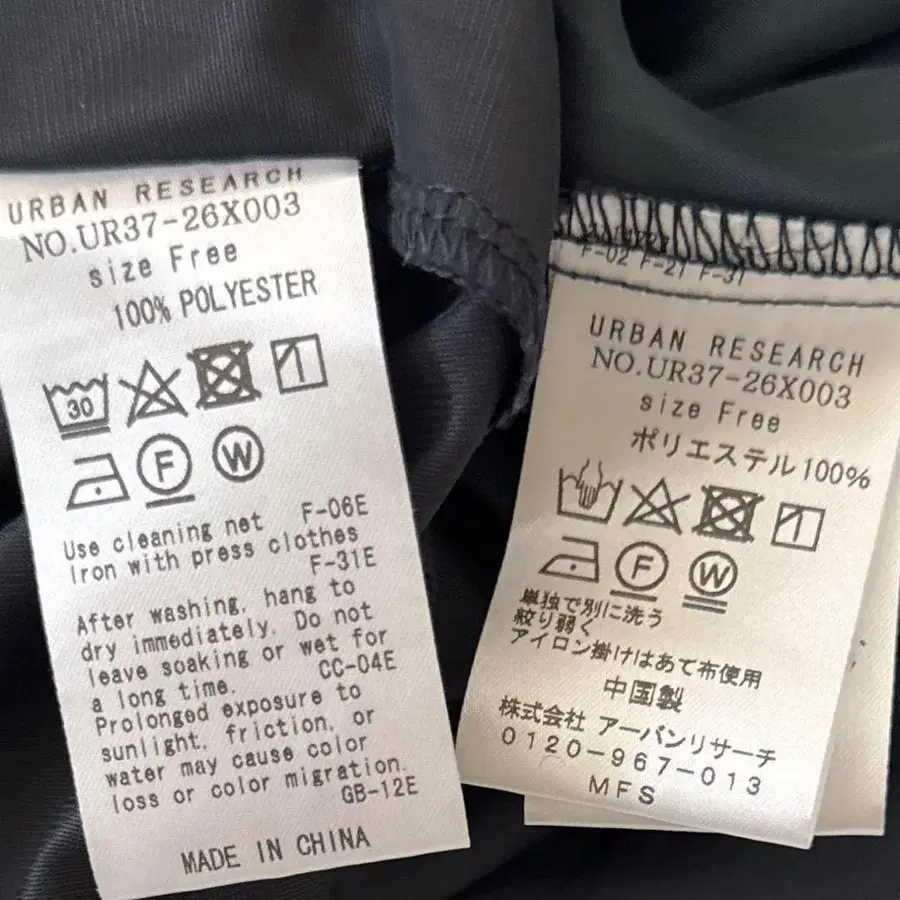 URBAN RESEARCH
NO.UR37-26X003
size Free
100% POLYESTER
30
F W
Use cleaning net F-06E
Iron with press clothes
F-31E
After washing, hang to
dry immediately. Do not
leave soaking or wet for
a long time. CC-04E
Prolonged exposure to
sunlight, friction, or
water may cause color
loss or color migration.
GB-12E
MADE IN CHINA
F-02 F-21 F-31
URBAN RESEARCH
NO.UR37-26X003
size Free
ポリエステル100%
F W
単独で別に洗う
絞り弱く
アイロン掛けはあて布使用
中国製
株式会社 アーバンリサーチ
0120-967-013
MFS